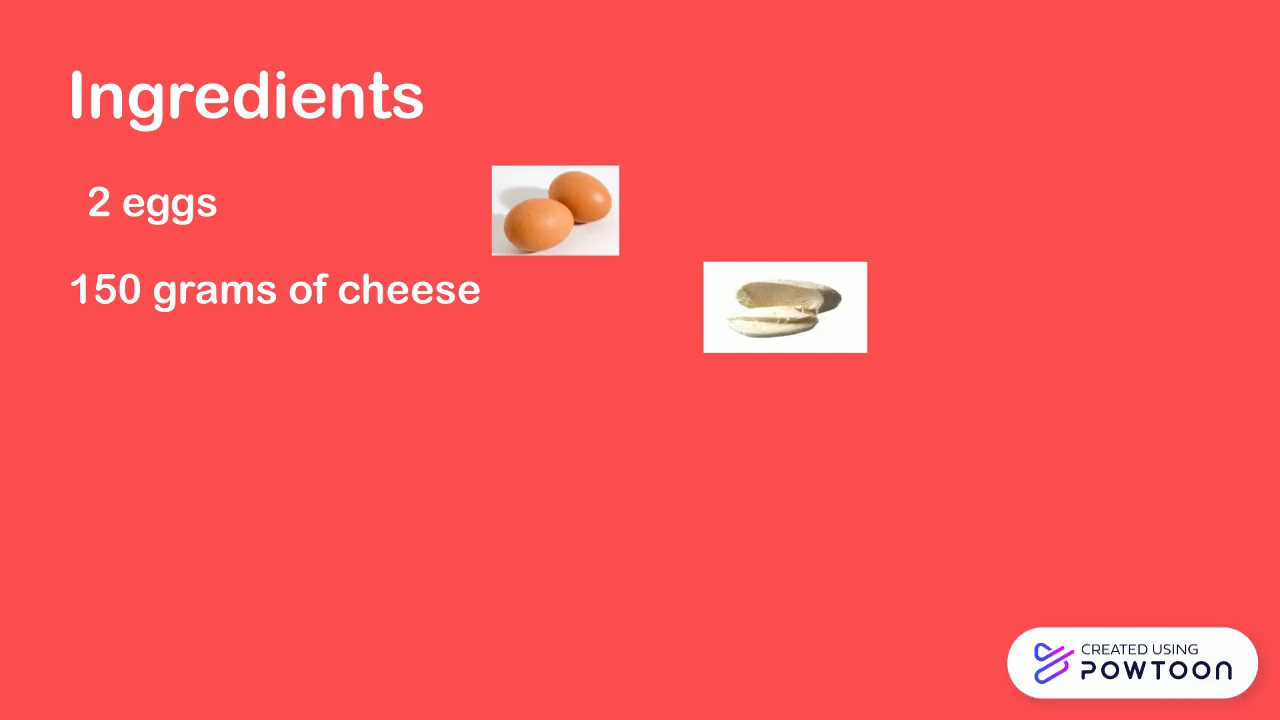 Ingredients
2 eggs
150 grams of cheese
CREATED USING
POWTOON